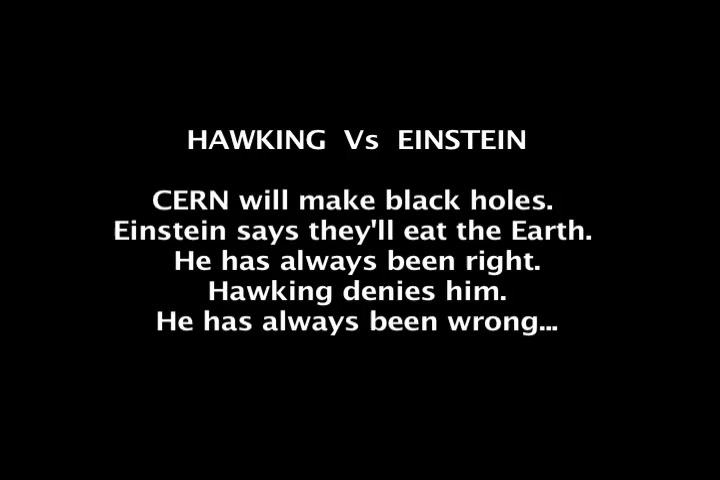 HAWKING Vs EINSTEIN
CERN will make black holes.
Einstein says they'll eat the Earth.
He has always been right.
Hawking denies him.
He has always been wrong...